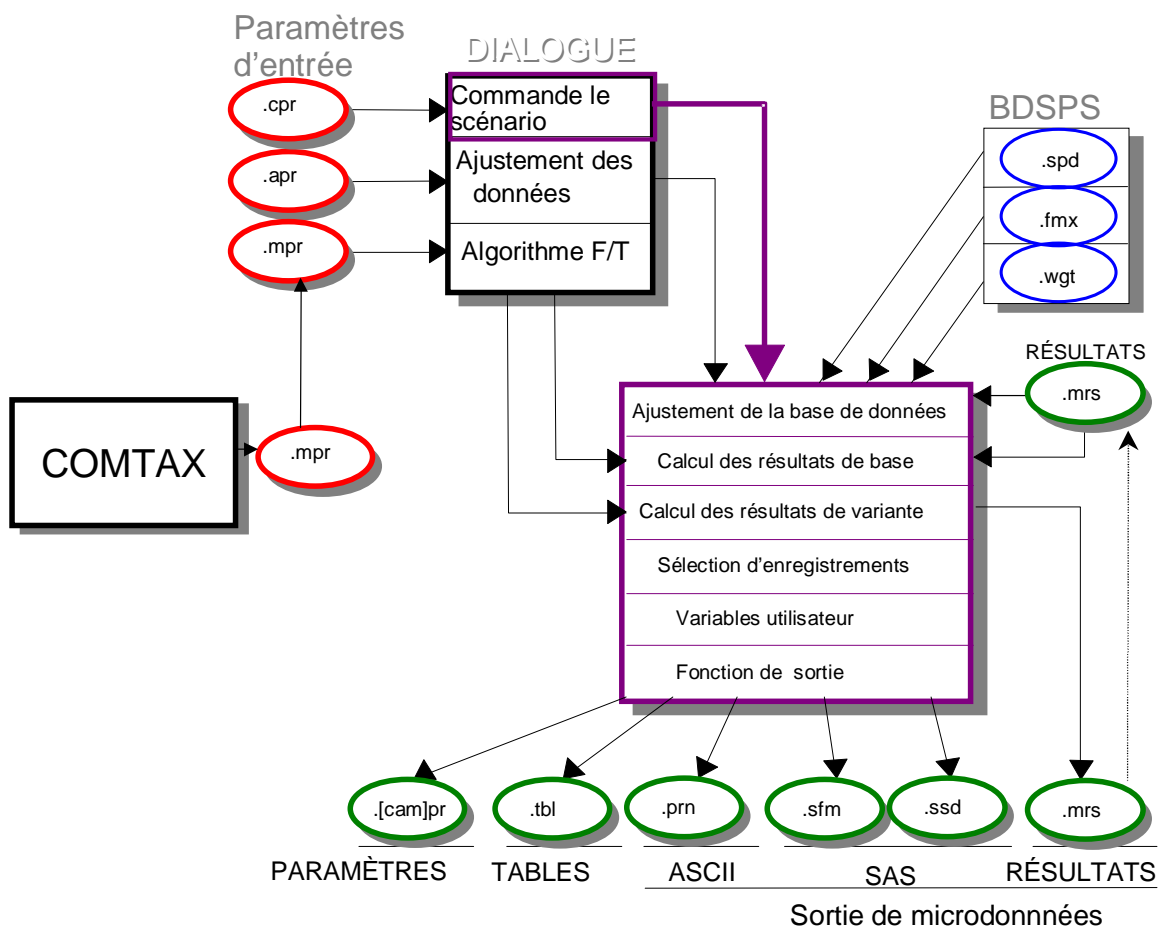 Paramètres
d'entrée
DIALOGUE
.cpr
Commande le
scénario
BDSPS
.apr
Ajustement des
données
.spd
.mpr
Algorithme F/T
.fmx
.wgt
RÉSULTATS
.mrs
COMTAX
.mpr
Ajustement de la base de données
Calcul des résultats de base
Calcul des résultats de variante
Sélection d'enregistrements
Variables utilisateur
Fonction de sortie
.[cam]pr
.tbl
.prn
.sfm
.ssd
.mrs
PARAMÈTRES
TABLES
ASCII
SAS
RÉSULTATS
Sortie de microdonnnées